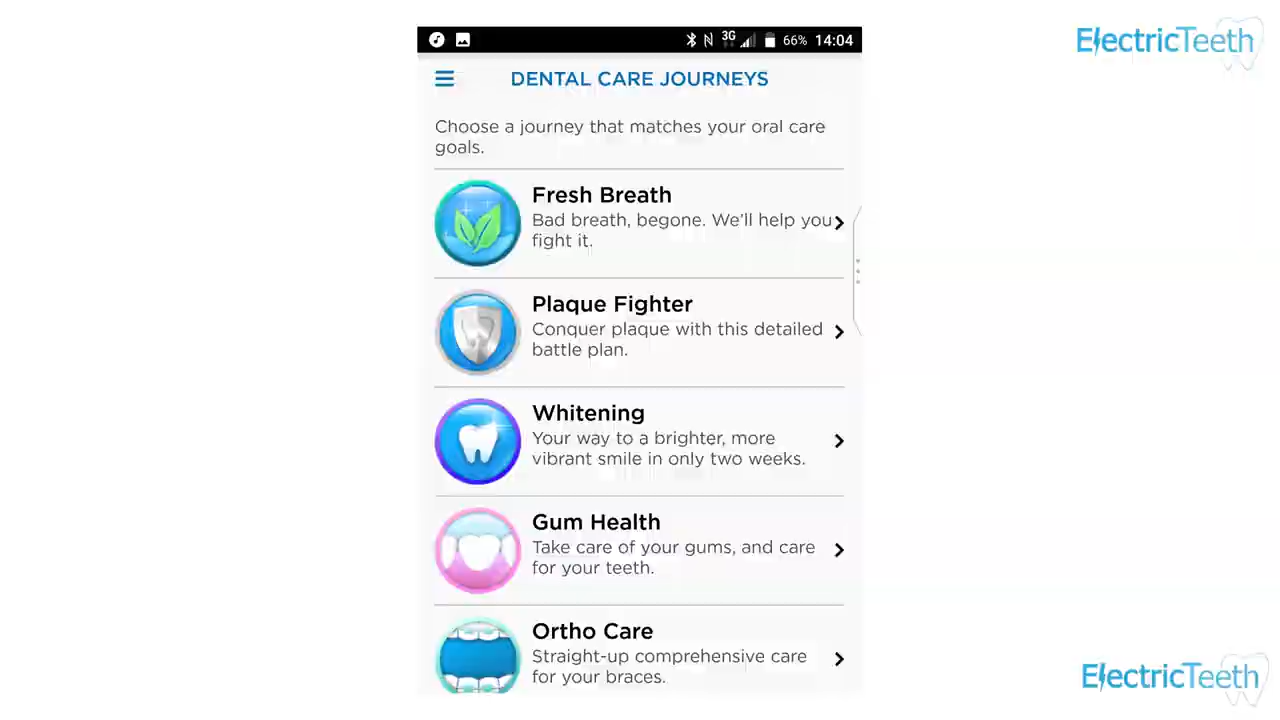 ElectricTeeth
3G 66% 14:04
DENTAL CARE JOURNEYS
Choose a journey that matches your oral care
goals.
Fresh Breath
Bad breath, begone. We'll help you
fight it.
Plaque Fighter
Conquer plaque with this detailed
battle plan.
Whitening
Your way to a brighter, more
vibrant smile in only two weeks.
Gum Health
Take care of your gums, and care
for your teeth.
Ortho Care
Straight-up comprehensive care
for your braces.
ElectricTeeth